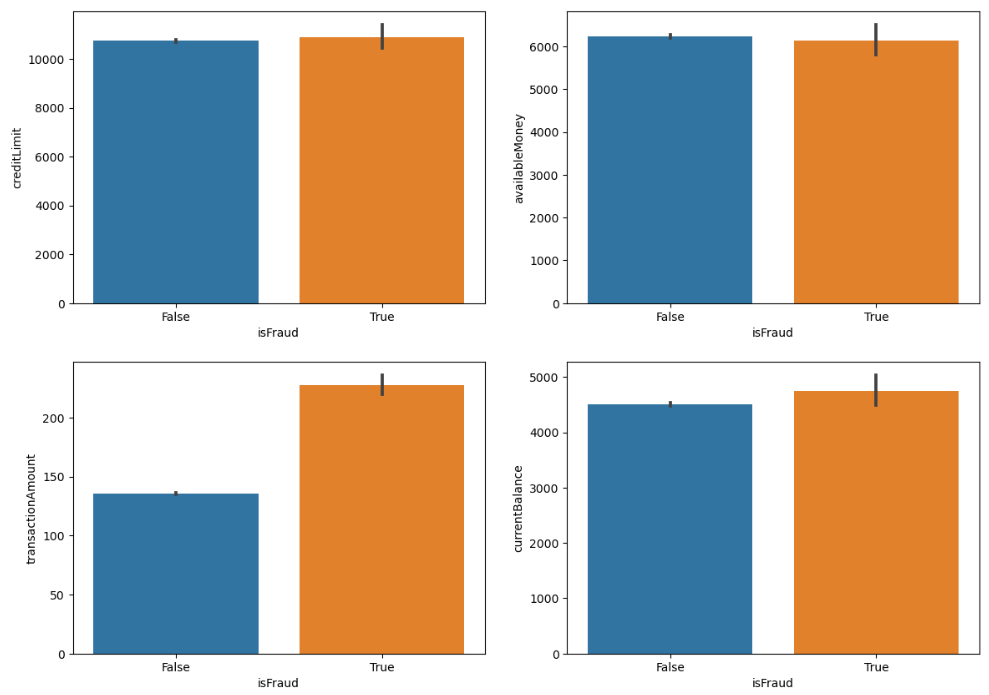 creditLimit
10000
8000
6000
4000
2000
0
False True
isFraud
availableMoney
6000
5000
4000
3000
2000
1000
0
False True
isFraud
transactionAmount
200
150
100
50
0
False True
isFraud
currentBalance
5000
4000
3000
2000
1000
0
False True
isFraud